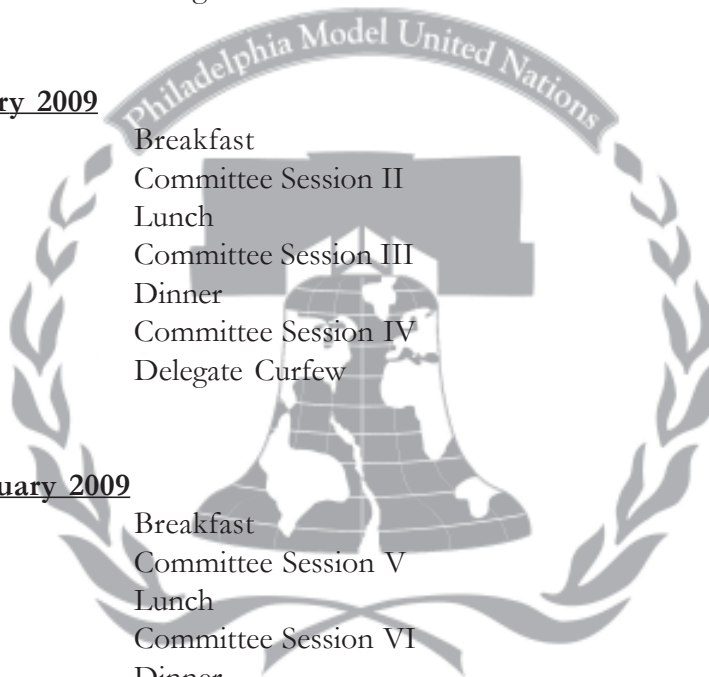 Philadelphia Model United Nations
ry 2009
Breakfast
Committee Session II
Lunch
Committee Session III
Dinner
Committee Session IV
Delegate Curfew
uary 2009
Breakfast
Committee Session V
Lunch
Committee Session VI
Dinner